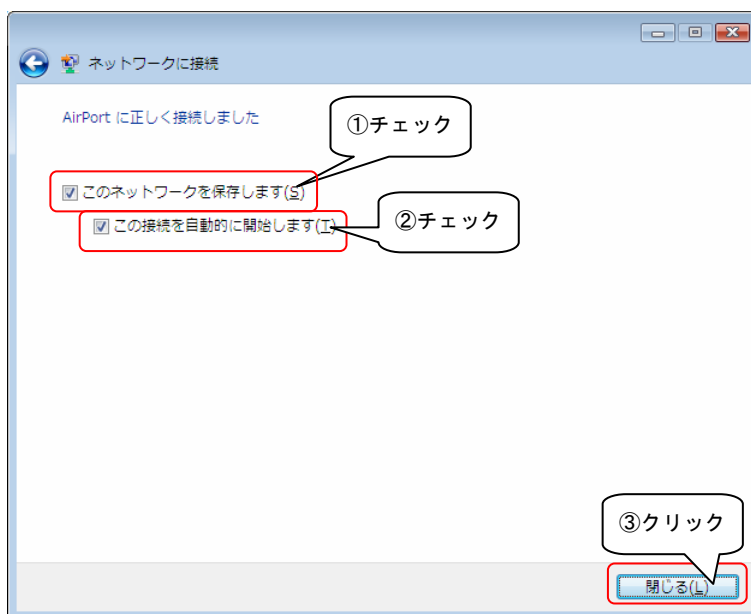 ネットワークに接続
AirPort に正しく接続しました
①チェック
このネットワークを保存します(S)
この接続を自動的に開始します(T)
②チェック
③クリック
閉じる(L)